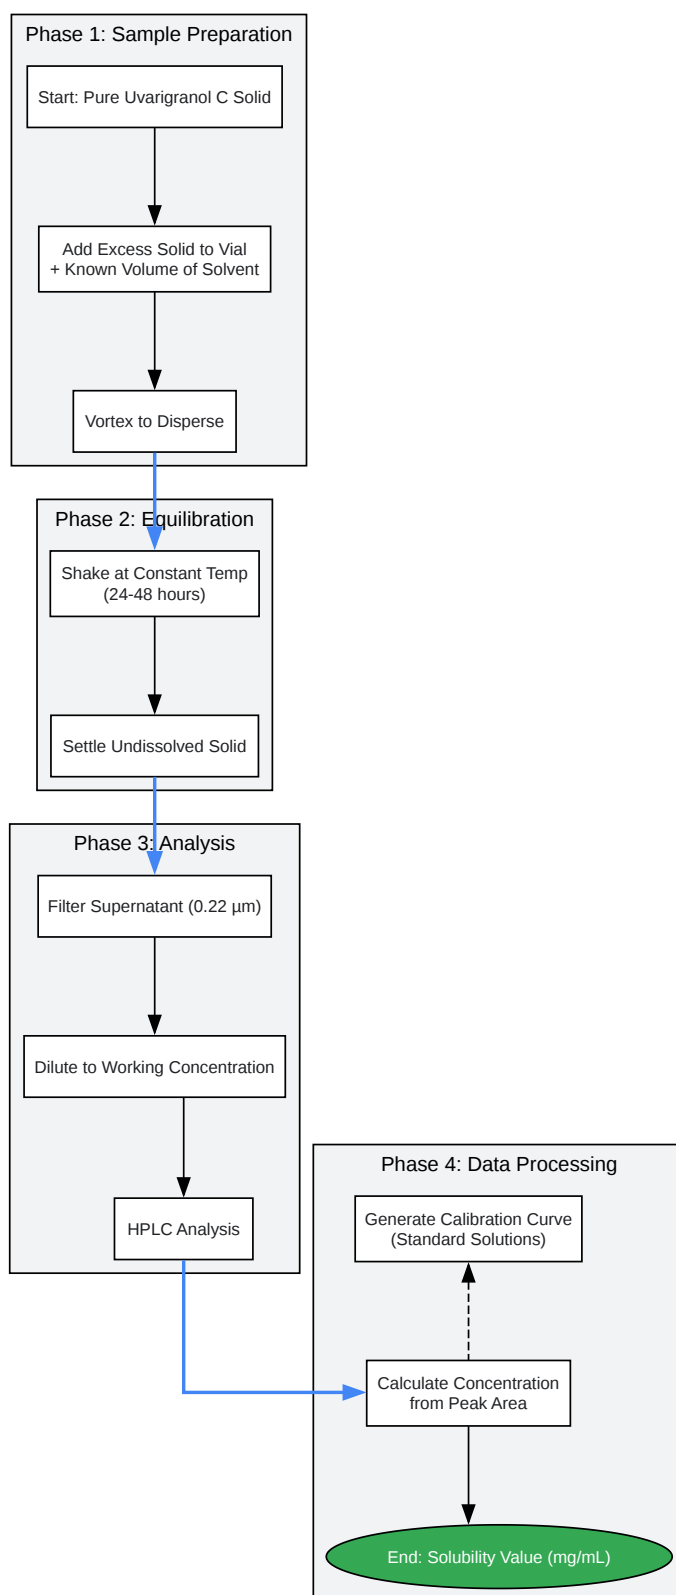 Phase 1: Sample Preparation
Start: Pure Uvarigranol C Solid
Add Excess Solid to Vial
+ Known Volume of Solvent
Vortex to Disperse
Phase 2: Equilibration
Shake at Constant Temp
(24-48 hours)
Settle Undissolved Solid
Phase 3: Analysis
Filter Supernatant (0.22 µm)
Dilute to Working Concentration
HPLC Analysis
Phase 4: Data Processing
Generate Calibration Curve
(Standard Solutions)
Calculate Concentration
from Peak Area
End: Solubility Value (mg/mL)